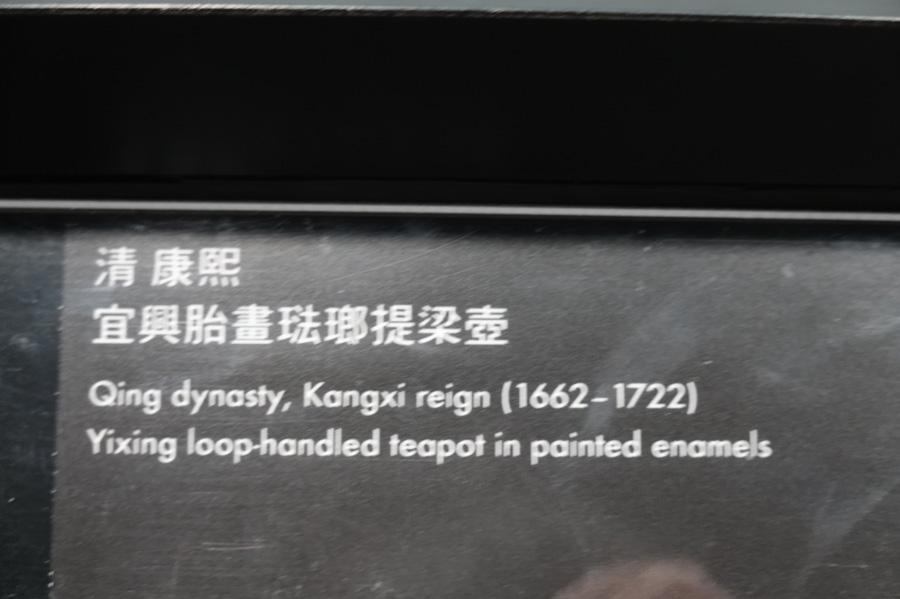 清 康熙
宜興胎畫琺瑯提梁壺
Qing dynasty, Kangxi reign (1662–1722)
Yixing loop-handled teapot in painted enamels